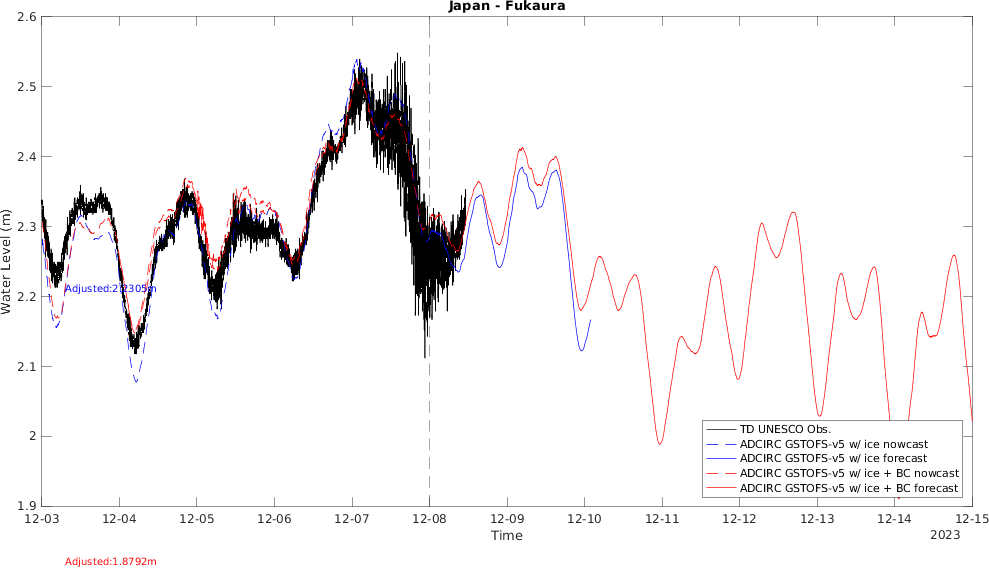 Japan - Fukaura
2.6
2.5
2.4
2.3
2.2
2.1
2
1.9
Water Level (m)
Adjusted:2.2305m
TD UNESCO Obs.
ADCIRC GSTOFS-v5 w/ ice nowcast
ADCIRC GSTOFS-v5 w/ ice forecast
ADCIRC GSTOFS-v5 w/ ice + BC nowcast
ADCIRC GSTOFS-v5 w/ ice + BC forecast
12-03 12-04 12-05 12-06 12-07 12-08 12-09 12-10 12-11 12-12 12-13 12-14 12-15
Time
2023
Adjusted:1.8792m